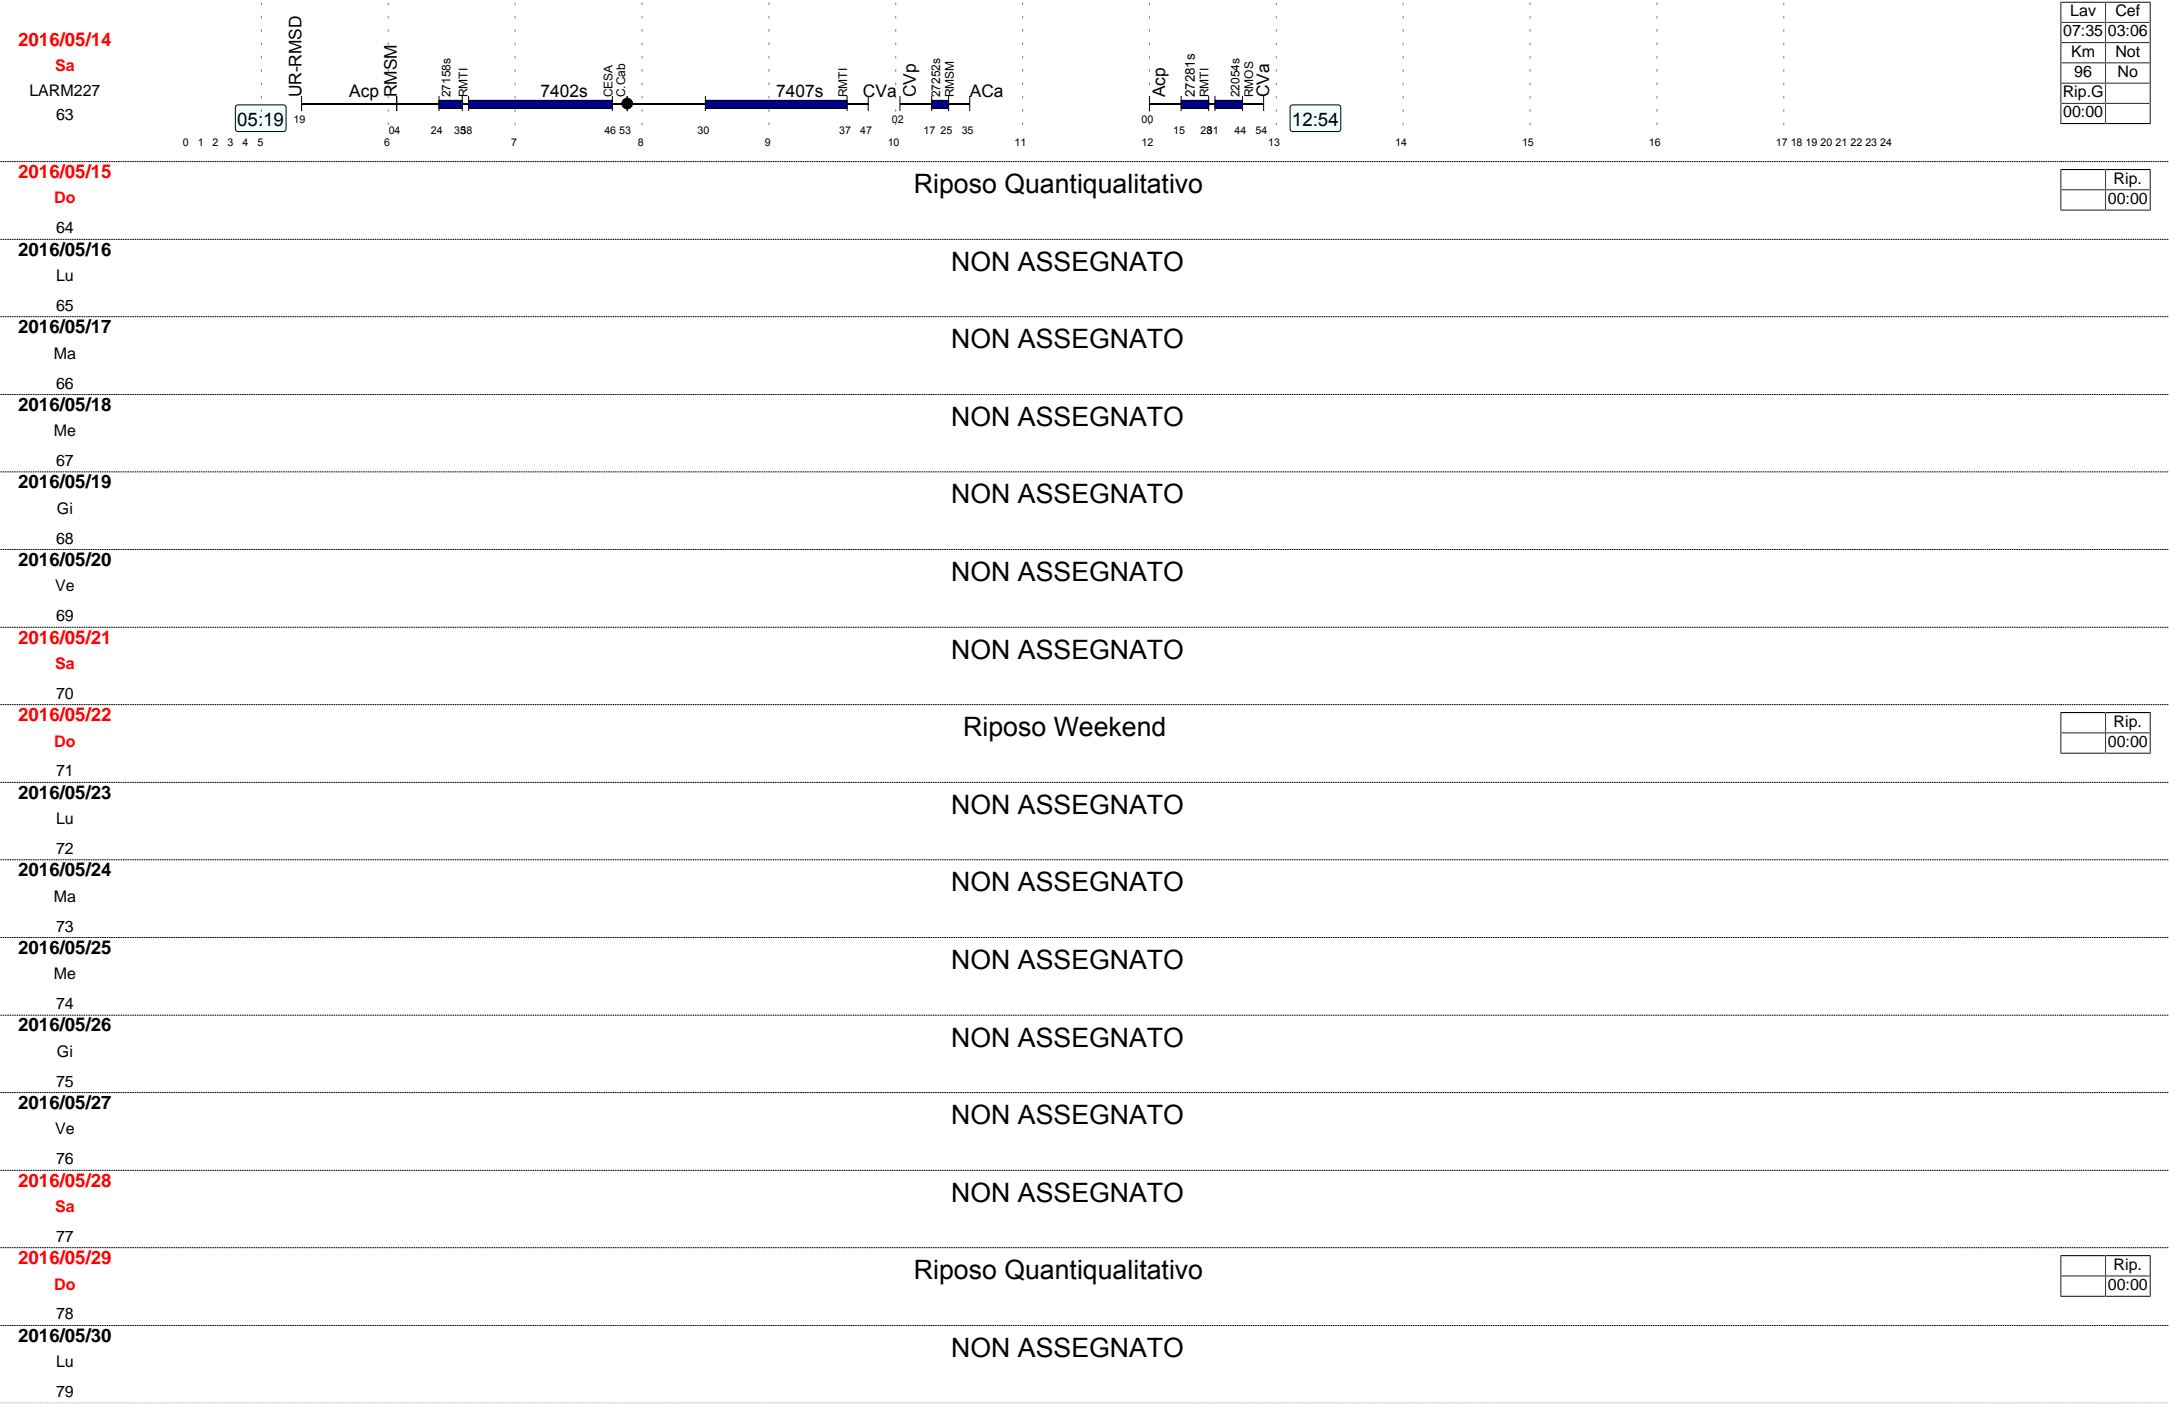 2016/05/14
Sa
LARM227
63
05:19
UR-RMSD
Acp
RMSM
27158s
RMTI
7402s
CESA
C.Cab
7407s
RMTI
CVa
CVp
27252s
RMSM
ACa
Acp
27281s
RMTI
22054s
RMOS
CVa
12:54
19 04 24 35 38 46 53 30 37 47 02 17 25 35 00 15 28 31 44 54
0 1 2 3 4 5 6 7 8 9 10 11 12 13 14 15 16 17 18 19 20 21 22 23 24
Lav Cef
07:35 03:06
Km Not
96 No
Rip.G
00:00
2016/05/15
Do
64
Riposo Quantiqualitativo
Rip.
00:00
2016/05/16
Lu
65
NON ASSEGNATO
2016/05/17
Ma
66
NON ASSEGNATO
2016/05/18
Me
67
NON ASSEGNATO
2016/05/19
Gi
68
NON ASSEGNATO
2016/05/20
Ve
69
NON ASSEGNATO
2016/05/21
Sa
70
NON ASSEGNATO
2016/05/22
Do
71
Riposo Weekend
Rip.
00:00
2016/05/23
Lu
72
NON ASSEGNATO
2016/05/24
Ma
73
NON ASSEGNATO
2016/05/25
Me
74
NON ASSEGNATO
2016/05/26
Gi
75
NON ASSEGNATO
2016/05/27
Ve
76
NON ASSEGNATO
2016/05/28
Sa
77
NON ASSEGNATO
2016/05/29
Do
78
Riposo Quantiqualitativo
Rip.
00:00
2016/05/30
Lu
79
NON ASSEGNATO